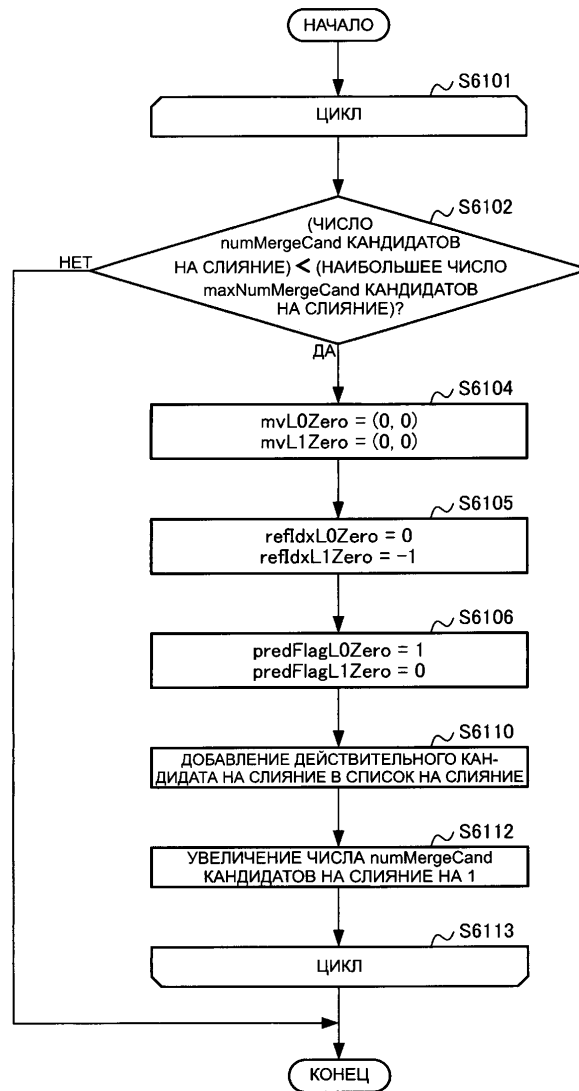 НАЧАЛО
S6101
ЦИКЛ
S6102
(ЧИСЛО
numMergeCand КАНДИДАТОВ
НА СЛИЯНИЕ) < (НАИБОЛЬШЕЕ ЧИСЛО
maxNumMergeCand КАНДИДАТОВ
НА СЛИЯНИЕ)?
НЕТ
ДА
S6104
mvL0Zero = (0, 0)
mvL1Zero = (0, 0)
S6105
refIdxL0Zero = 0
refIdxL1Zero = -1
S6106
predFlagL0Zero = 1
predFlagL1Zero = 0
S6110
ДОБАВЛЕНИЕ ДЕЙСТВИТЕЛЬНОГО КАН-
ДИДАТА НА СЛИЯНИЕ В СПИСОК НА СЛИЯНИЕ
S6112
УВЕЛИЧЕНИЕ ЧИСЛА numMergeCand
КАНДИДАТОВ НА СЛИЯНИЕ НА 1
S6113
ЦИКЛ
КОНЕЦ